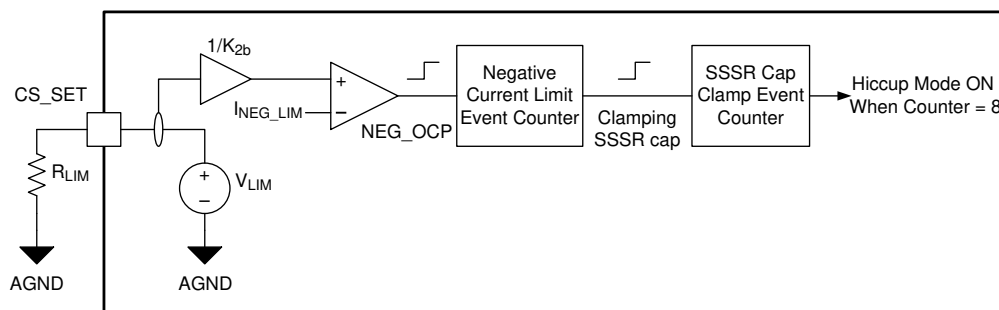 1/K2b
CS_SET
+
−
INEG_LIM
NEG_OCP
Negative
Current Limit
Event Counter
Clamping
SSSR cap
SSSR Cap
Clamp Event
Counter
Hiccup Mode ON
When Counter = 8
RLIM
+
−
VLIM
AGND
AGND